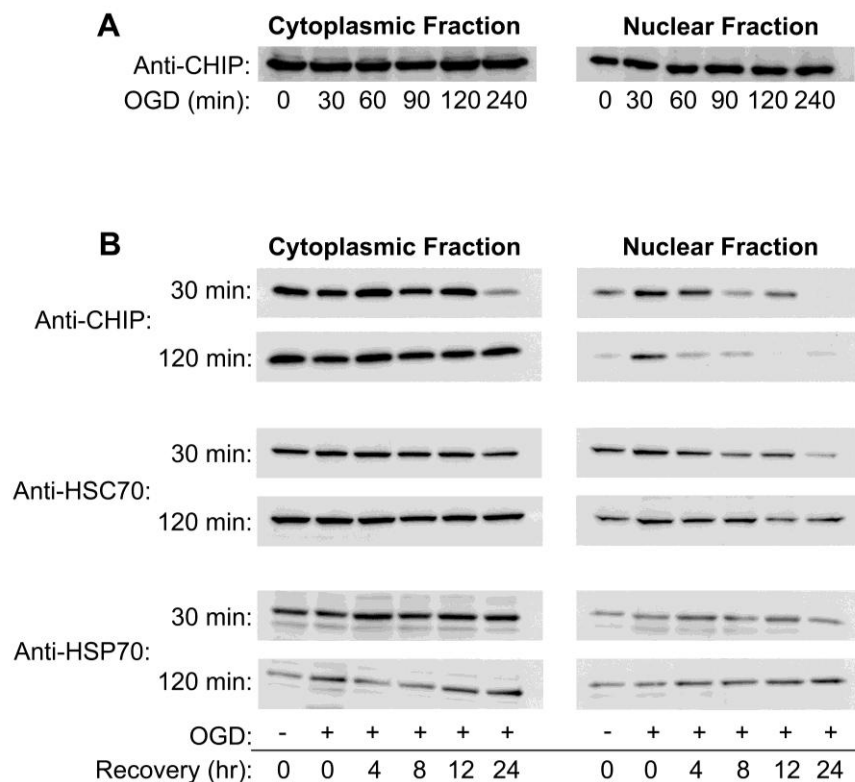 A
Cytoplasmic Fraction Nuclear Fraction
Anti-CHIP:
OGD (min): 0 30 60 90 120 240 0 30 60 90 120 240
B
Cytoplasmic Fraction Nuclear Fraction
Anti-CHIP:
30 min:
120 min:
Anti-HSC70:
30 min:
120 min:
Anti-HSP70:
30 min:
120 min:
OGD: - + + + + + - + + + + +
Recovery (hr): 0 0 4 8 12 24 0 0 4 8 12 24